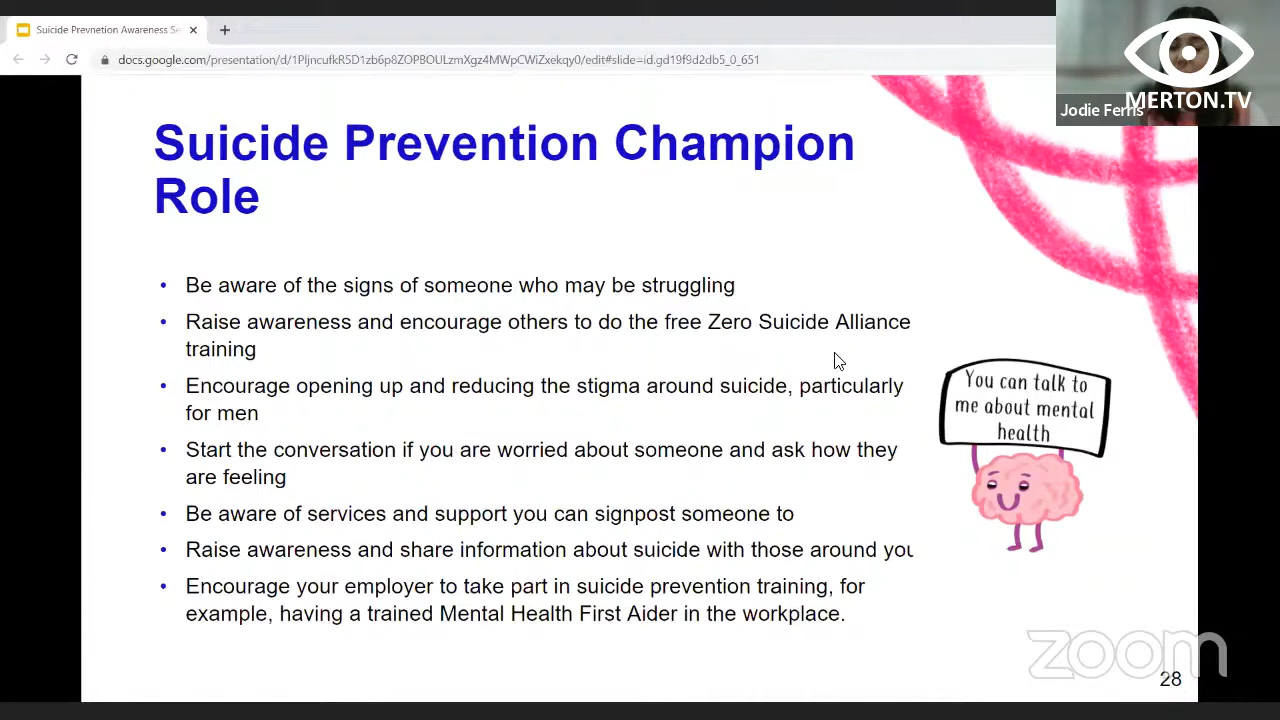 Suicide Prevnetion Awareness Se
docs.google.com/presentation/d/1PljncufkR5D1zb6p8ZOPBOULzmXgz4MWpCWiZxekqy0/edit#slide=id.gd19f9d2db5_0_651
MERTON.TV
Jodie Ferris
Suicide Prevention Champion
Role
• Be aware of the signs of someone who may be struggling
• Raise awareness and encourage others to do the free Zero Suicide Alliance
training
• Encourage opening up and reducing the stigma around suicide, particularly
for men
• Start the conversation if you are worried about someone and ask how they
are feeling
• Be aware of services and support you can signpost someone to
• Raise awareness and share information about suicide with those around you
• Encourage your employer to take part in suicide prevention training, for
example, having a trained Mental Health First Aider in the workplace.
You can talk to
me about mental
health
zoom
28